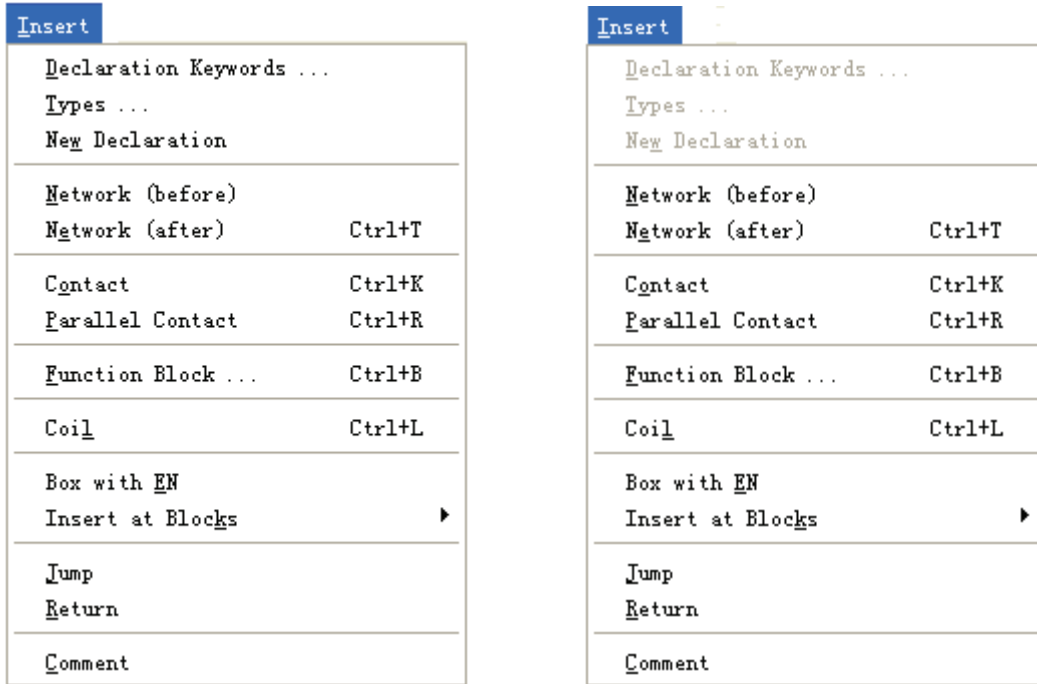 Insert
Declaration Keywords ...
Types ...
New Declaration
Network (before)
Network (after) Ctrl+T
Contact Ctrl+K
Parallel Contact Ctrl+R
Function Block ... Ctrl+B
Coil Ctrl+L
Box with EN
Insert at Blocks
Jump
Return
Comment
Insert
Declaration Keywords ...
Types ...
New Declaration
Network (before)
Network (after) Ctrl+T
Contact Ctrl+K
Parallel Contact Ctrl+R
Function Block ... Ctrl+B
Coil Ctrl+L
Box with EN
Insert at Blocks
Jump
Return
Comment